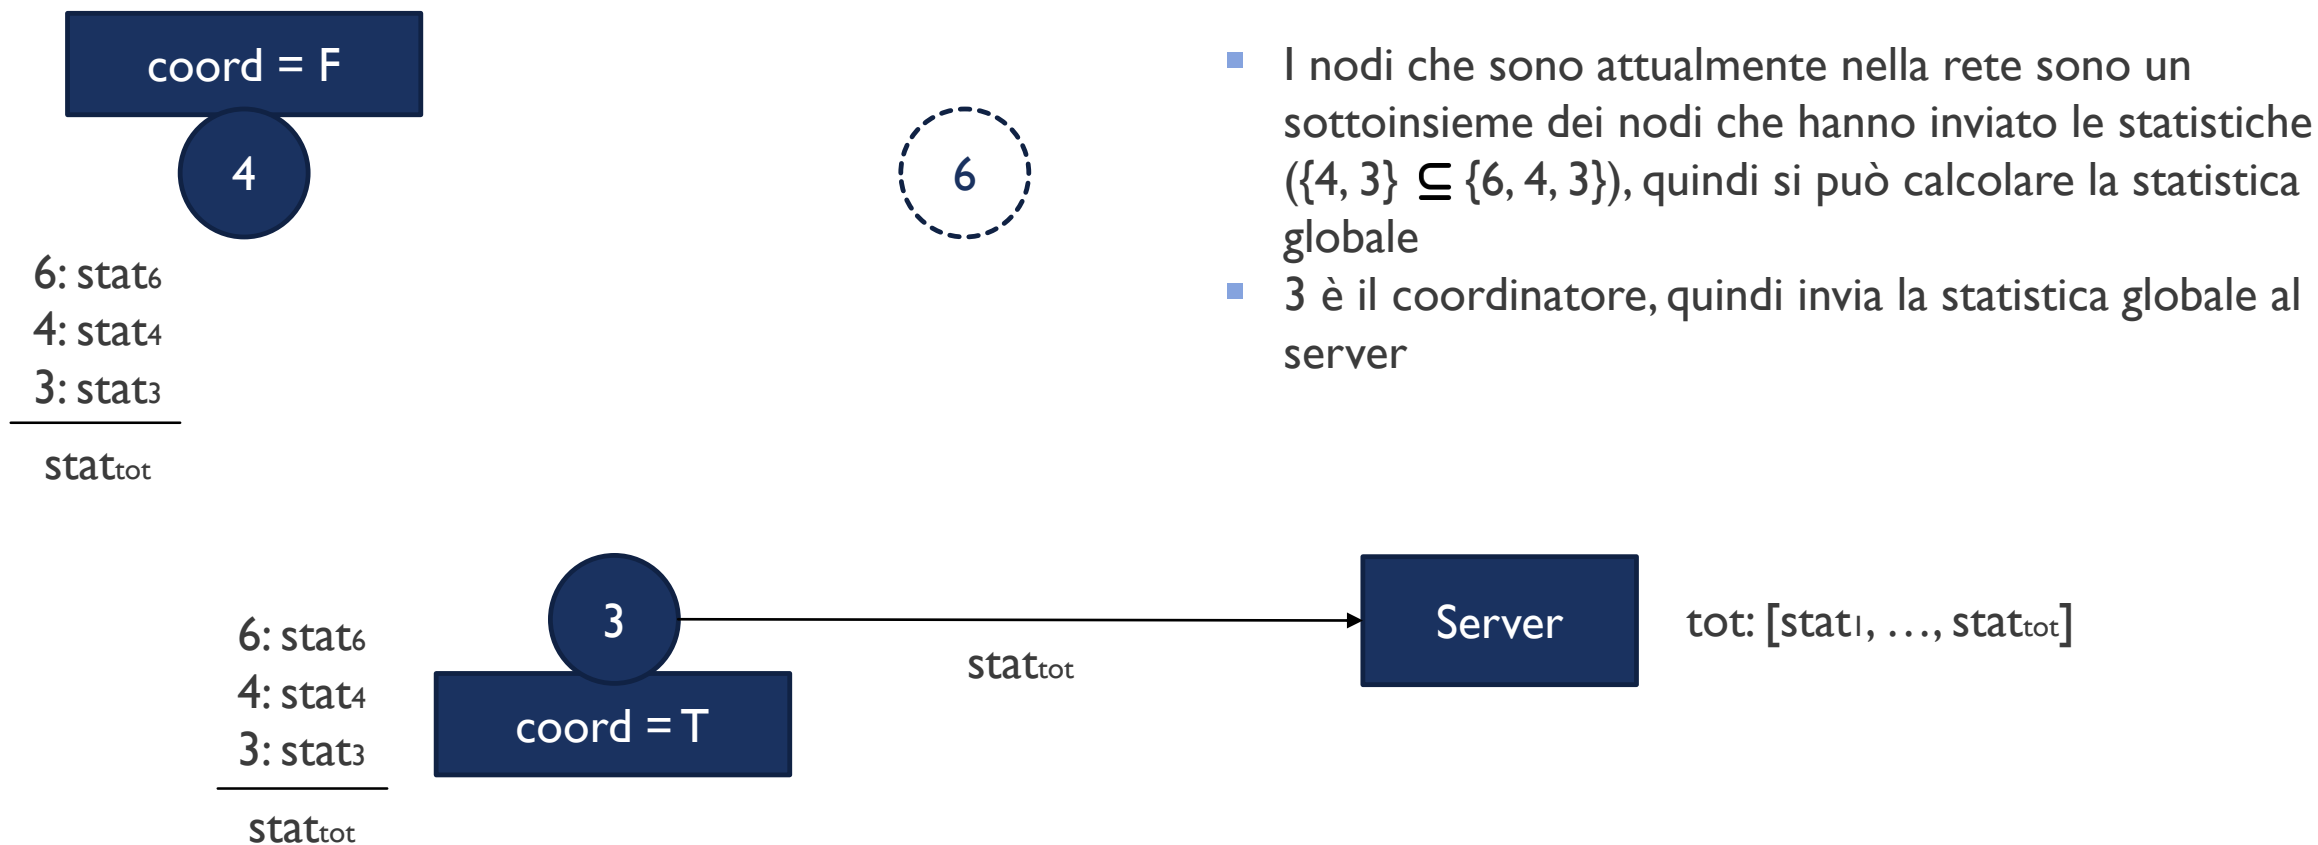 coord = F
4
6: stat6
4: stat4
3: stat3
stattot
6
I nodi che sono attualmente nella rete sono un
sottoinsieme dei nodi che hanno inviato le statistiche
({4, 3} ⊆ {6, 4, 3}), quindi si può calcolare la statistica
globale
3 è il coordinatore, quindi invia la statistica globale al
server
6: stat6
4: stat4
3: stat3
stattot
3
coord = T
stattot
Server
tot: [stat1, …, stattot]